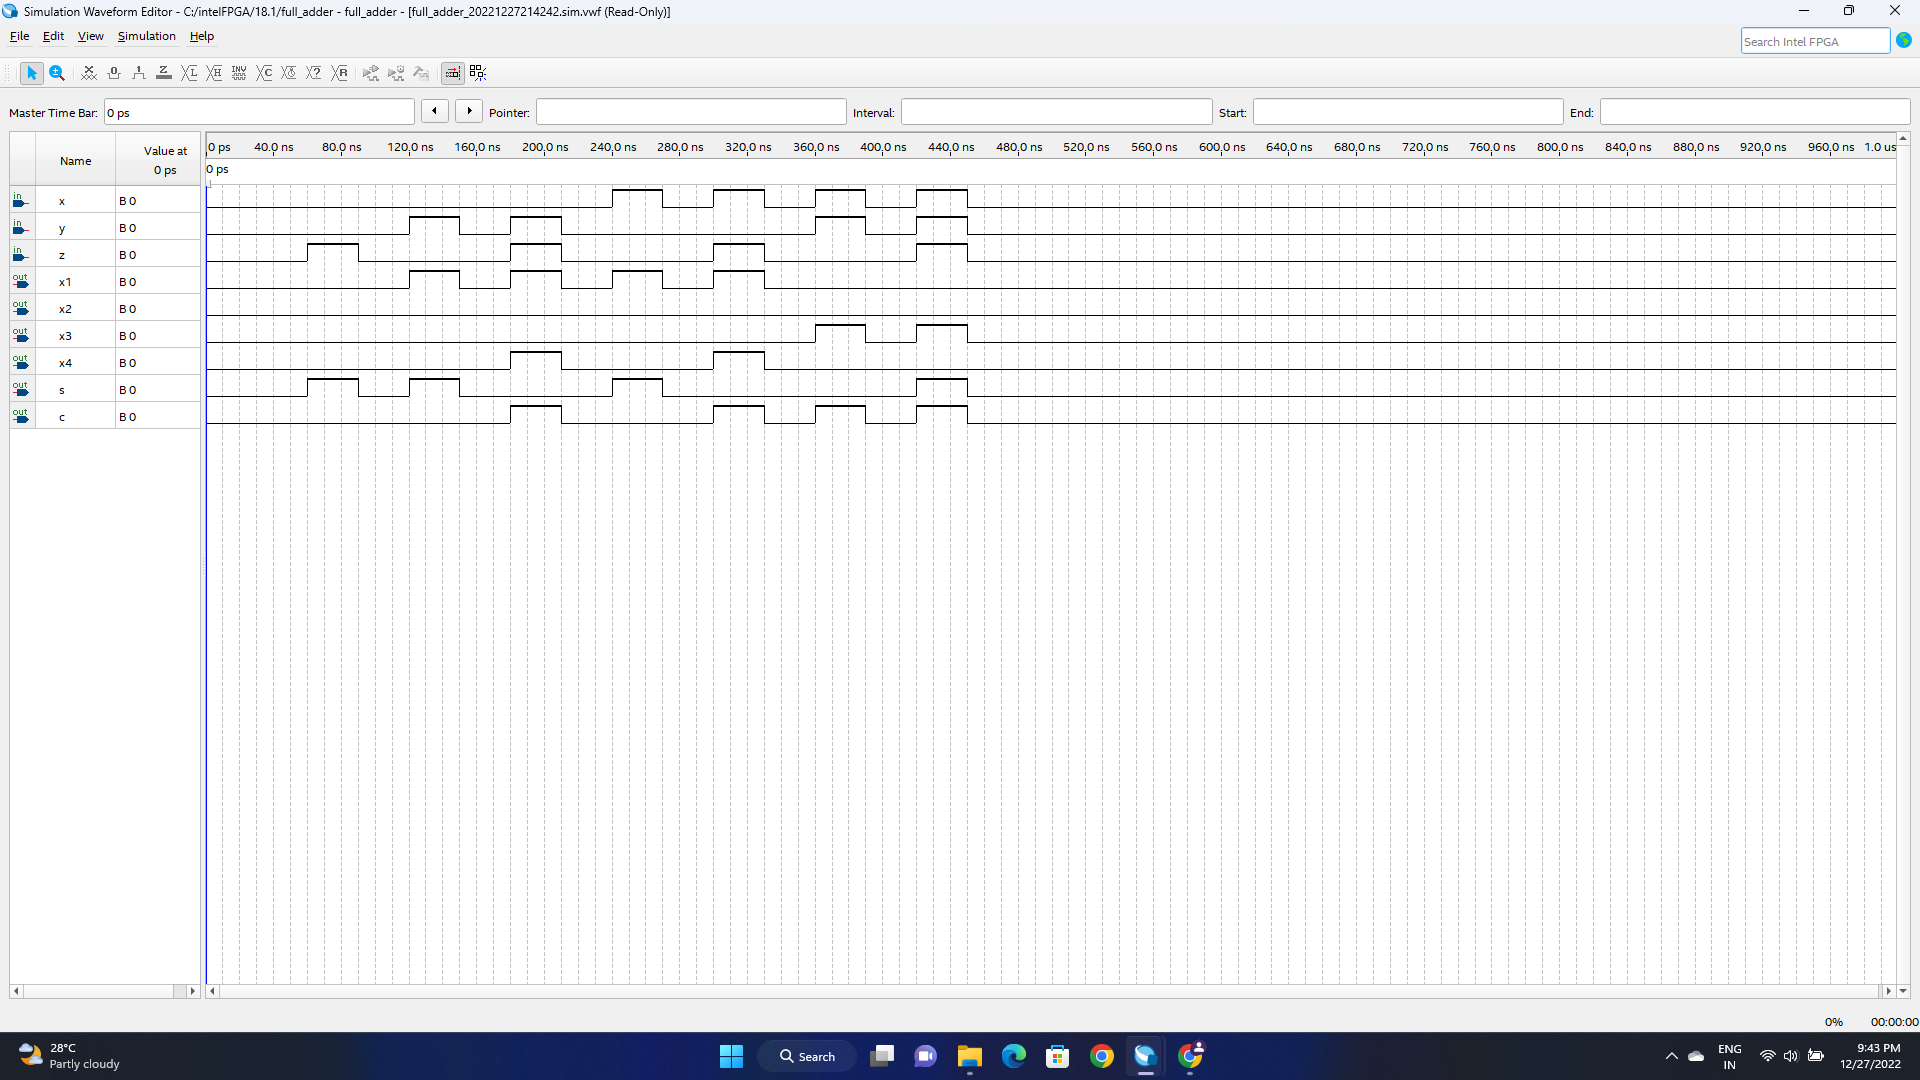 Simulation Waveform Editor - C:/intelFPGA/18.1/full_adder - full_adder - [full_adder_20221227214242.sim.vwf (Read-Only)]
File Edit View Simulation Help
Search Intel FPGA
Master Time Bar: 0 ps Pointer: Interval: Start: End:
Name Value at 0 ps
0 ps 40.0 ns 80.0 ns 120.0 ns 160.0 ns 200.0 ns 240.0 ns 280.0 ns 320.0 ns 360.0 ns 400.0 ns 440.0 ns 480.0 ns 520.0 ns 560.0 ns 600.0 ns 640.0 ns 680.0 ns 720.0 ns 760.0 ns 800.0 ns 840.0 ns 880.0 ns 920.0 ns 960.0 ns 1.0 us
0 ps
in x B 0
in y B 0
in z B 0
out x1 B 0
out x2 B 0
out x3 B 0
out x4 B 0
out s B 0
out c B 0
0% 00:00:00
28°C
Partly cloudy
Search
ENG
IN
9:43 PM
12/27/2022